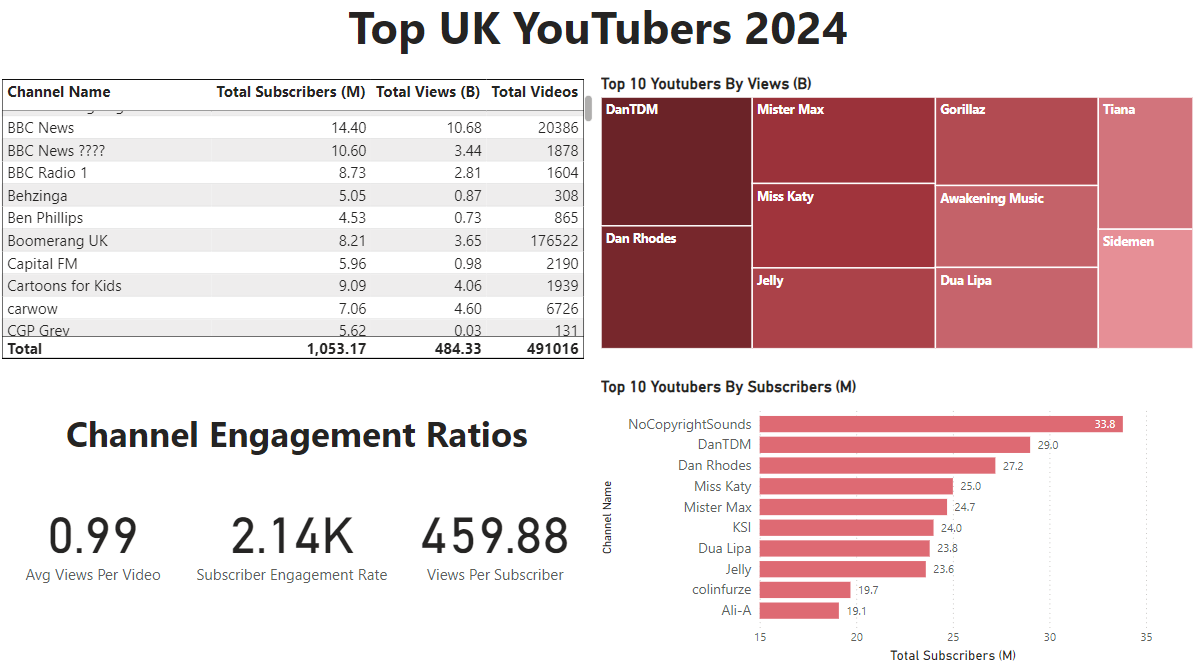 Top UK YouTubers 2024
Channel Name Total Subscribers (M) Total Views (B) Total Videos
BBC News 14.40 10.68 20386
BBC News ???? 10.60 3.44 1878
BBC Radio 1 8.73 2.81 1604
Behzinga 5.05 0.87 308
Ben Phillips 4.53 0.73 865
Boomerang UK 8.21 3.65 176522
Capital FM 5.96 0.98 2190
Cartoons for Kids 9.09 4.06 1939
carwow 7.06 4.60 6726
CGP Grey 5.62 0.03 131
Total 1,053.17 484.33 491016
Top 10 Youtubers By Views (B)
DanTDM
Dan Rhodes
Mister Max
Miss Katy
Jelly
Gorillaz
Awakening Music
Dua Lipa
Tiana
Sidemen
Channel Engagement Ratios
0.99
Avg Views Per Video
2.14K
Subscriber Engagement Rate
459.88
Views Per Subscriber
Top 10 Youtubers By Subscribers (M)
Channel Name
NoCopyrightSounds 33.8
DanTDM 29.0
Dan Rhodes 27.2
Miss Katy 25.0
Mister Max 24.7
KSI 24.0
Dua Lipa 23.8
Jelly 23.6
colinfurze 19.7
Ali-A 19.1
15 20 25 30 35
Total Subscribers (M)